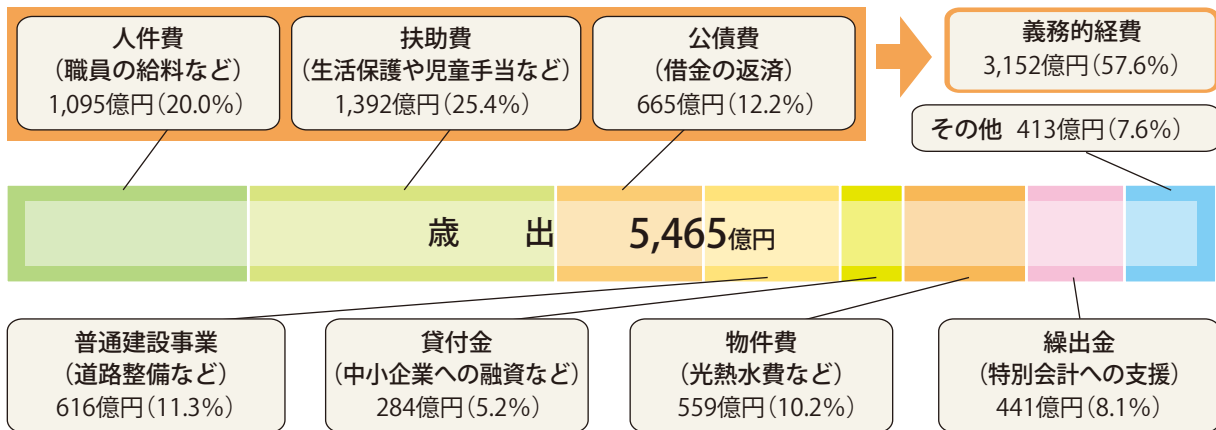 人件費
(職員の給料など)
1,095億円(20.0%)
扶助費
(生活保護や児童手当など)
1,392億円(25.4%)
公債費
(借金の返済)
665億円(12.2%)
義務的経費
3,152億円(57.6%)
その他 413億円(7.6%)
歳 出 5,465億円
普通建設事業
(道路整備など)
616億円(11.3%)
貸付金
(中小企業への融資など)
284億円(5.2%)
物件費
(光熱水費など)
559億円(10.2%)
繰出金
(特別会計への支援)
441億円(8.1%)